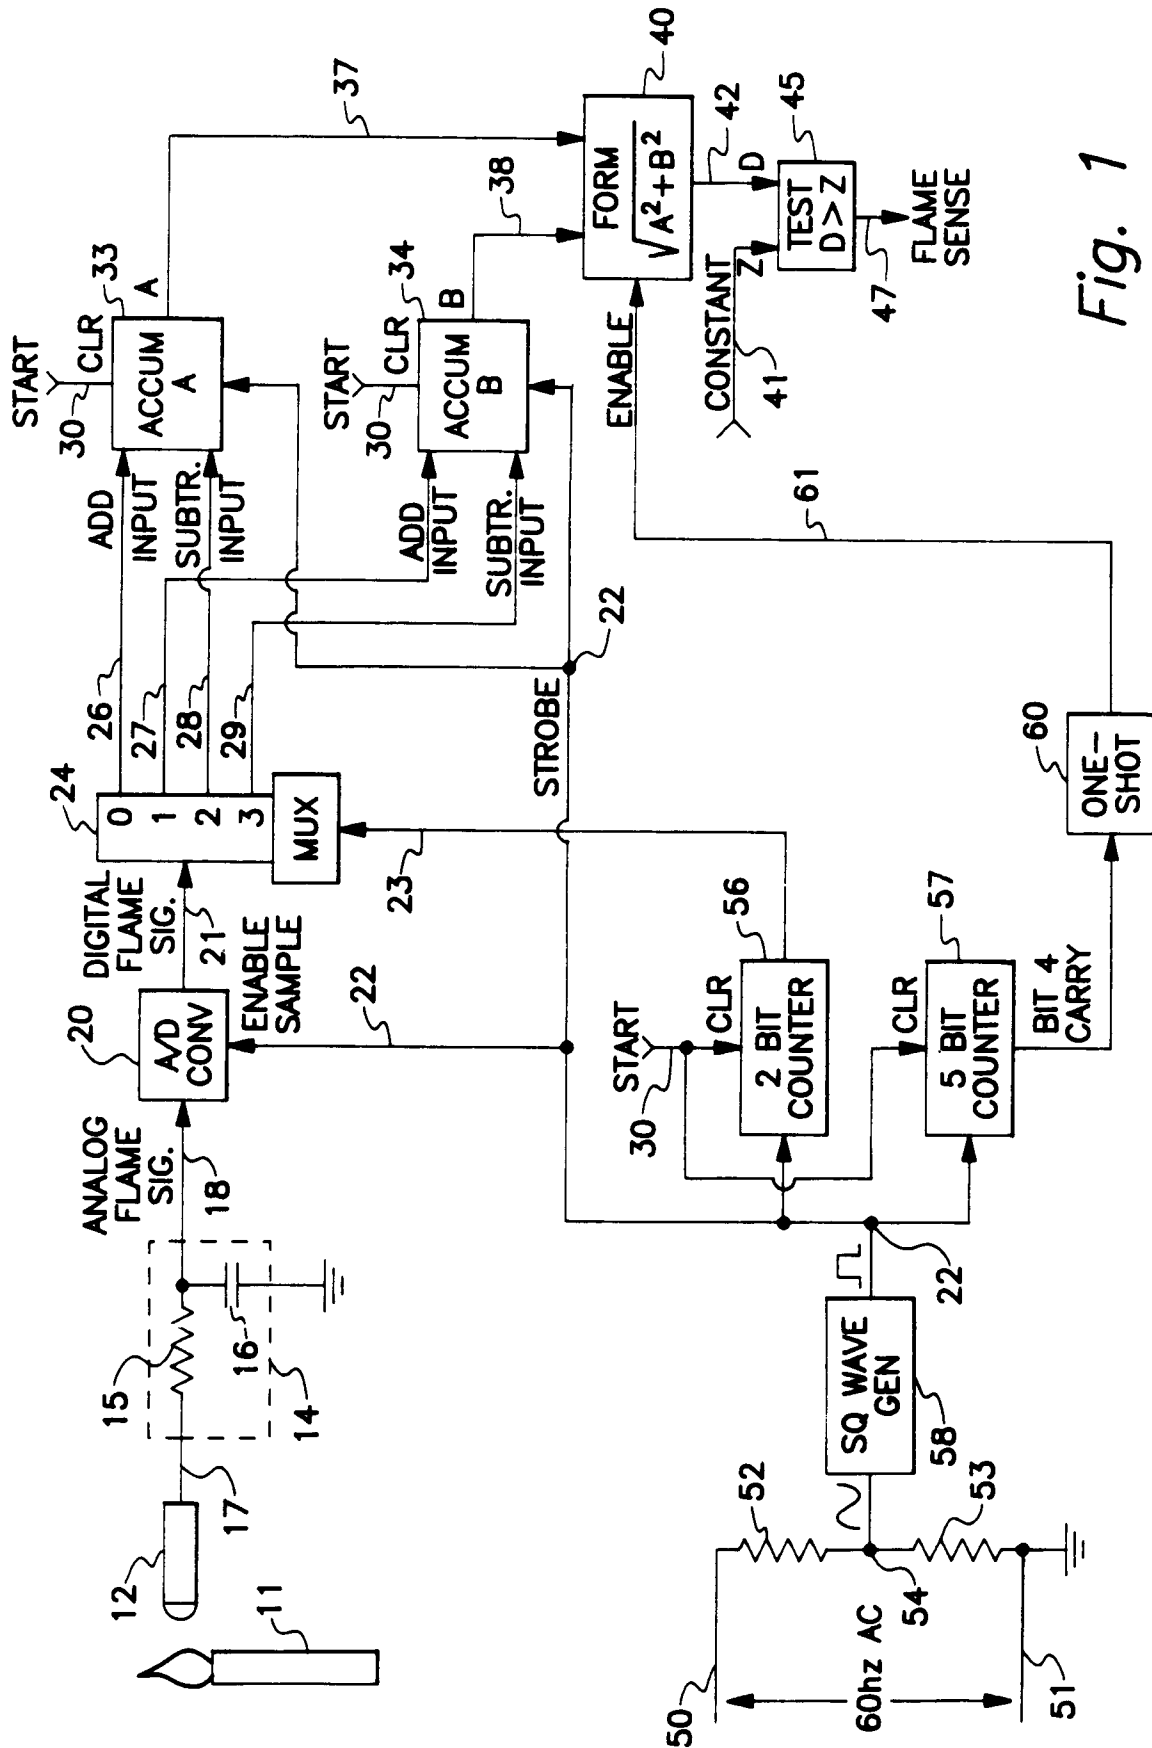 START
30
CLR
33
ACCUM
A
A
37
ADD
INPUT
SUBTR.
INPUT
26
27
28
29
24
0
1
2
3
MUX
DIGITAL
FLAME
SIG.
21
20
A/D
CONV
ENABLE
SAMPLE
22
ANALOG
FLAME
SIG.
18
15
16
14
17
12
11
START
30
CLR
34
ACCUM
B
B
38
ADD
INPUT
SUBTR.
INPUT
STROBE
22
23
FORM
√A²+B²
40
42
D
ENABLE
CONSTANT
Z
41
TEST
D>Z
45
47
FLAME
SENSE
61
60
ONE-
SHOT
START
30
CLR
56
2 BIT
COUNTER
CLR
57
5 BIT
COUNTER
BIT 4
CARRY
22
SQ WAVE
GEN
58
52
53
54
50
60hz AC
51
Fig. 1